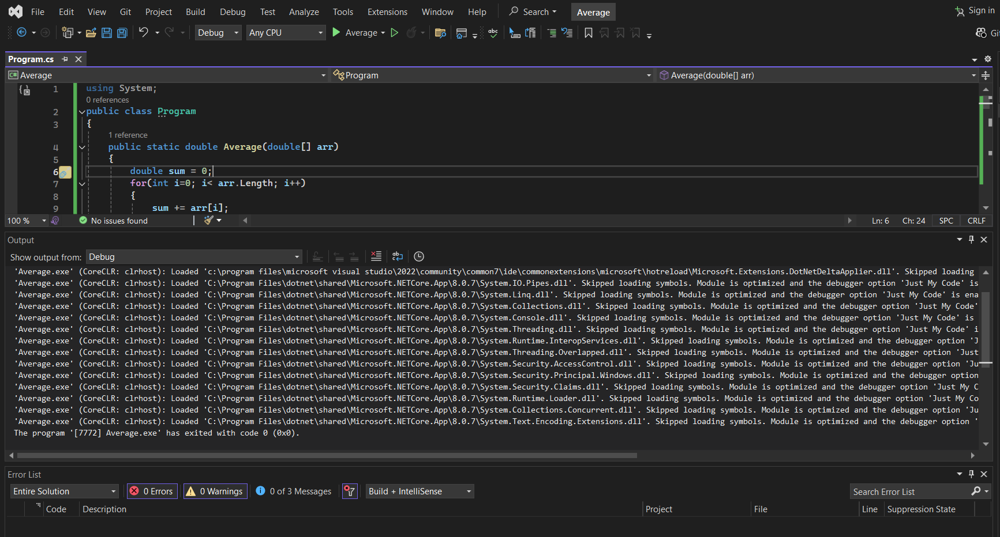 File Edit View Git Project Build Debug Test Analyze Tools Extensions Window Help Search Average Sign in
Debug Any CPU Average abc Git
Program.cs
C# Average Program Average(double[] arr)
1 using System;
0 references
2 public class Program
3 {
1 reference
4 public static double Average(double[] arr)
5 {
6 double sum = 0;
7 for(int i=0; i< arr.Length; i++)
8 {
9 sum += arr[i];
100 % No issues found Ln: 6 Ch: 24 SPC CRLF
Output
Show output from: Debug
'Average.exe' (CoreCLR: clrhost): Loaded 'c:\program files\microsoft visual studio\2022\community\common7\ide\commonextensions\microsoft\hotreload\Microsoft.Extensions.DotNetDeltaApplier.dll'. Skipped loading
'Average.exe' (CoreCLR: clrhost): Loaded 'C:\Program Files\dotnet\shared\Microsoft.NETCore.App\8.0.7\System.IO.Pipes.dll'. Skipped loading symbols. Module is optimized and the debugger option 'Just My Code' is
'Average.exe' (CoreCLR: clrhost): Loaded 'C:\Program Files\dotnet\shared\Microsoft.NETCore.App\8.0.7\System.Linq.dll'. Skipped loading symbols. Module is optimized and the debugger option 'Just My Code' is ena
'Average.exe' (CoreCLR: clrhost): Loaded 'C:\Program Files\dotnet\shared\Microsoft.NETCore.App\8.0.7\System.Collections.dll'. Skipped loading symbols. Module is optimized and the debugger option 'Just My Code'
'Average.exe' (CoreCLR: clrhost): Loaded 'C:\Program Files\dotnet\shared\Microsoft.NETCore.App\8.0.7\System.Console.dll'. Skipped loading symbols. Module is optimized and the debugger option 'Just My Code' is
'Average.exe' (CoreCLR: clrhost): Loaded 'C:\Program Files\dotnet\shared\Microsoft.NETCore.App\8.0.7\System.Threading.dll'. Skipped loading symbols. Module is optimized and the debugger option 'Just My Code' i
'Average.exe' (CoreCLR: clrhost): Loaded 'C:\Program Files\dotnet\shared\Microsoft.NETCore.App\8.0.7\System.Runtime.InteropServices.dll'. Skipped loading symbols. Module is optimized and the debugger option 'J
'Average.exe' (CoreCLR: clrhost): Loaded 'C:\Program Files\dotnet\shared\Microsoft.NETCore.App\8.0.7\System.Threading.Overlapped.dll'. Skipped loading symbols. Module is optimized and the debugger option 'Just
'Average.exe' (CoreCLR: clrhost): Loaded 'C:\Program Files\dotnet\shared\Microsoft.NETCore.App\8.0.7\System.Security.AccessControl.dll'. Skipped loading symbols. Module is optimized and the debugger option 'Ju
'Average.exe' (CoreCLR: clrhost): Loaded 'C:\Program Files\dotnet\shared\Microsoft.NETCore.App\8.0.7\System.Security.Principal.Windows.dll'. Skipped loading symbols. Module is optimized and the debugger option
'Average.exe' (CoreCLR: clrhost): Loaded 'C:\Program Files\dotnet\shared\Microsoft.NETCore.App\8.0.7\System.Security.Claims.dll'. Skipped loading symbols. Module is optimized and the debugger option 'Just My C
'Average.exe' (CoreCLR: clrhost): Loaded 'C:\Program Files\dotnet\shared\Microsoft.NETCore.App\8.0.7\System.Runtime.Loader.dll'. Skipped loading symbols. Module is optimized and the debugger option 'Just My Co
'Average.exe' (CoreCLR: clrhost): Loaded 'C:\Program Files\dotnet\shared\Microsoft.NETCore.App\8.0.7\System.Collections.Concurrent.dll'. Skipped loading symbols. Module is optimized and the debugger option 'Ju
'Average.exe' (CoreCLR: clrhost): Loaded 'C:\Program Files\dotnet\shared\Microsoft.NETCore.App\8.0.7\System.Text.Encoding.Extensions.dll'. Skipped loading symbols. Module is optimized and the debugger option '
The program '[7772] Average.exe' has exited with code 0 (0x0).
Error List
Entire Solution 0 Errors 0 Warnings 0 of 3 Messages Build + IntelliSense Search Error List
Code Description Project File Line Suppression State